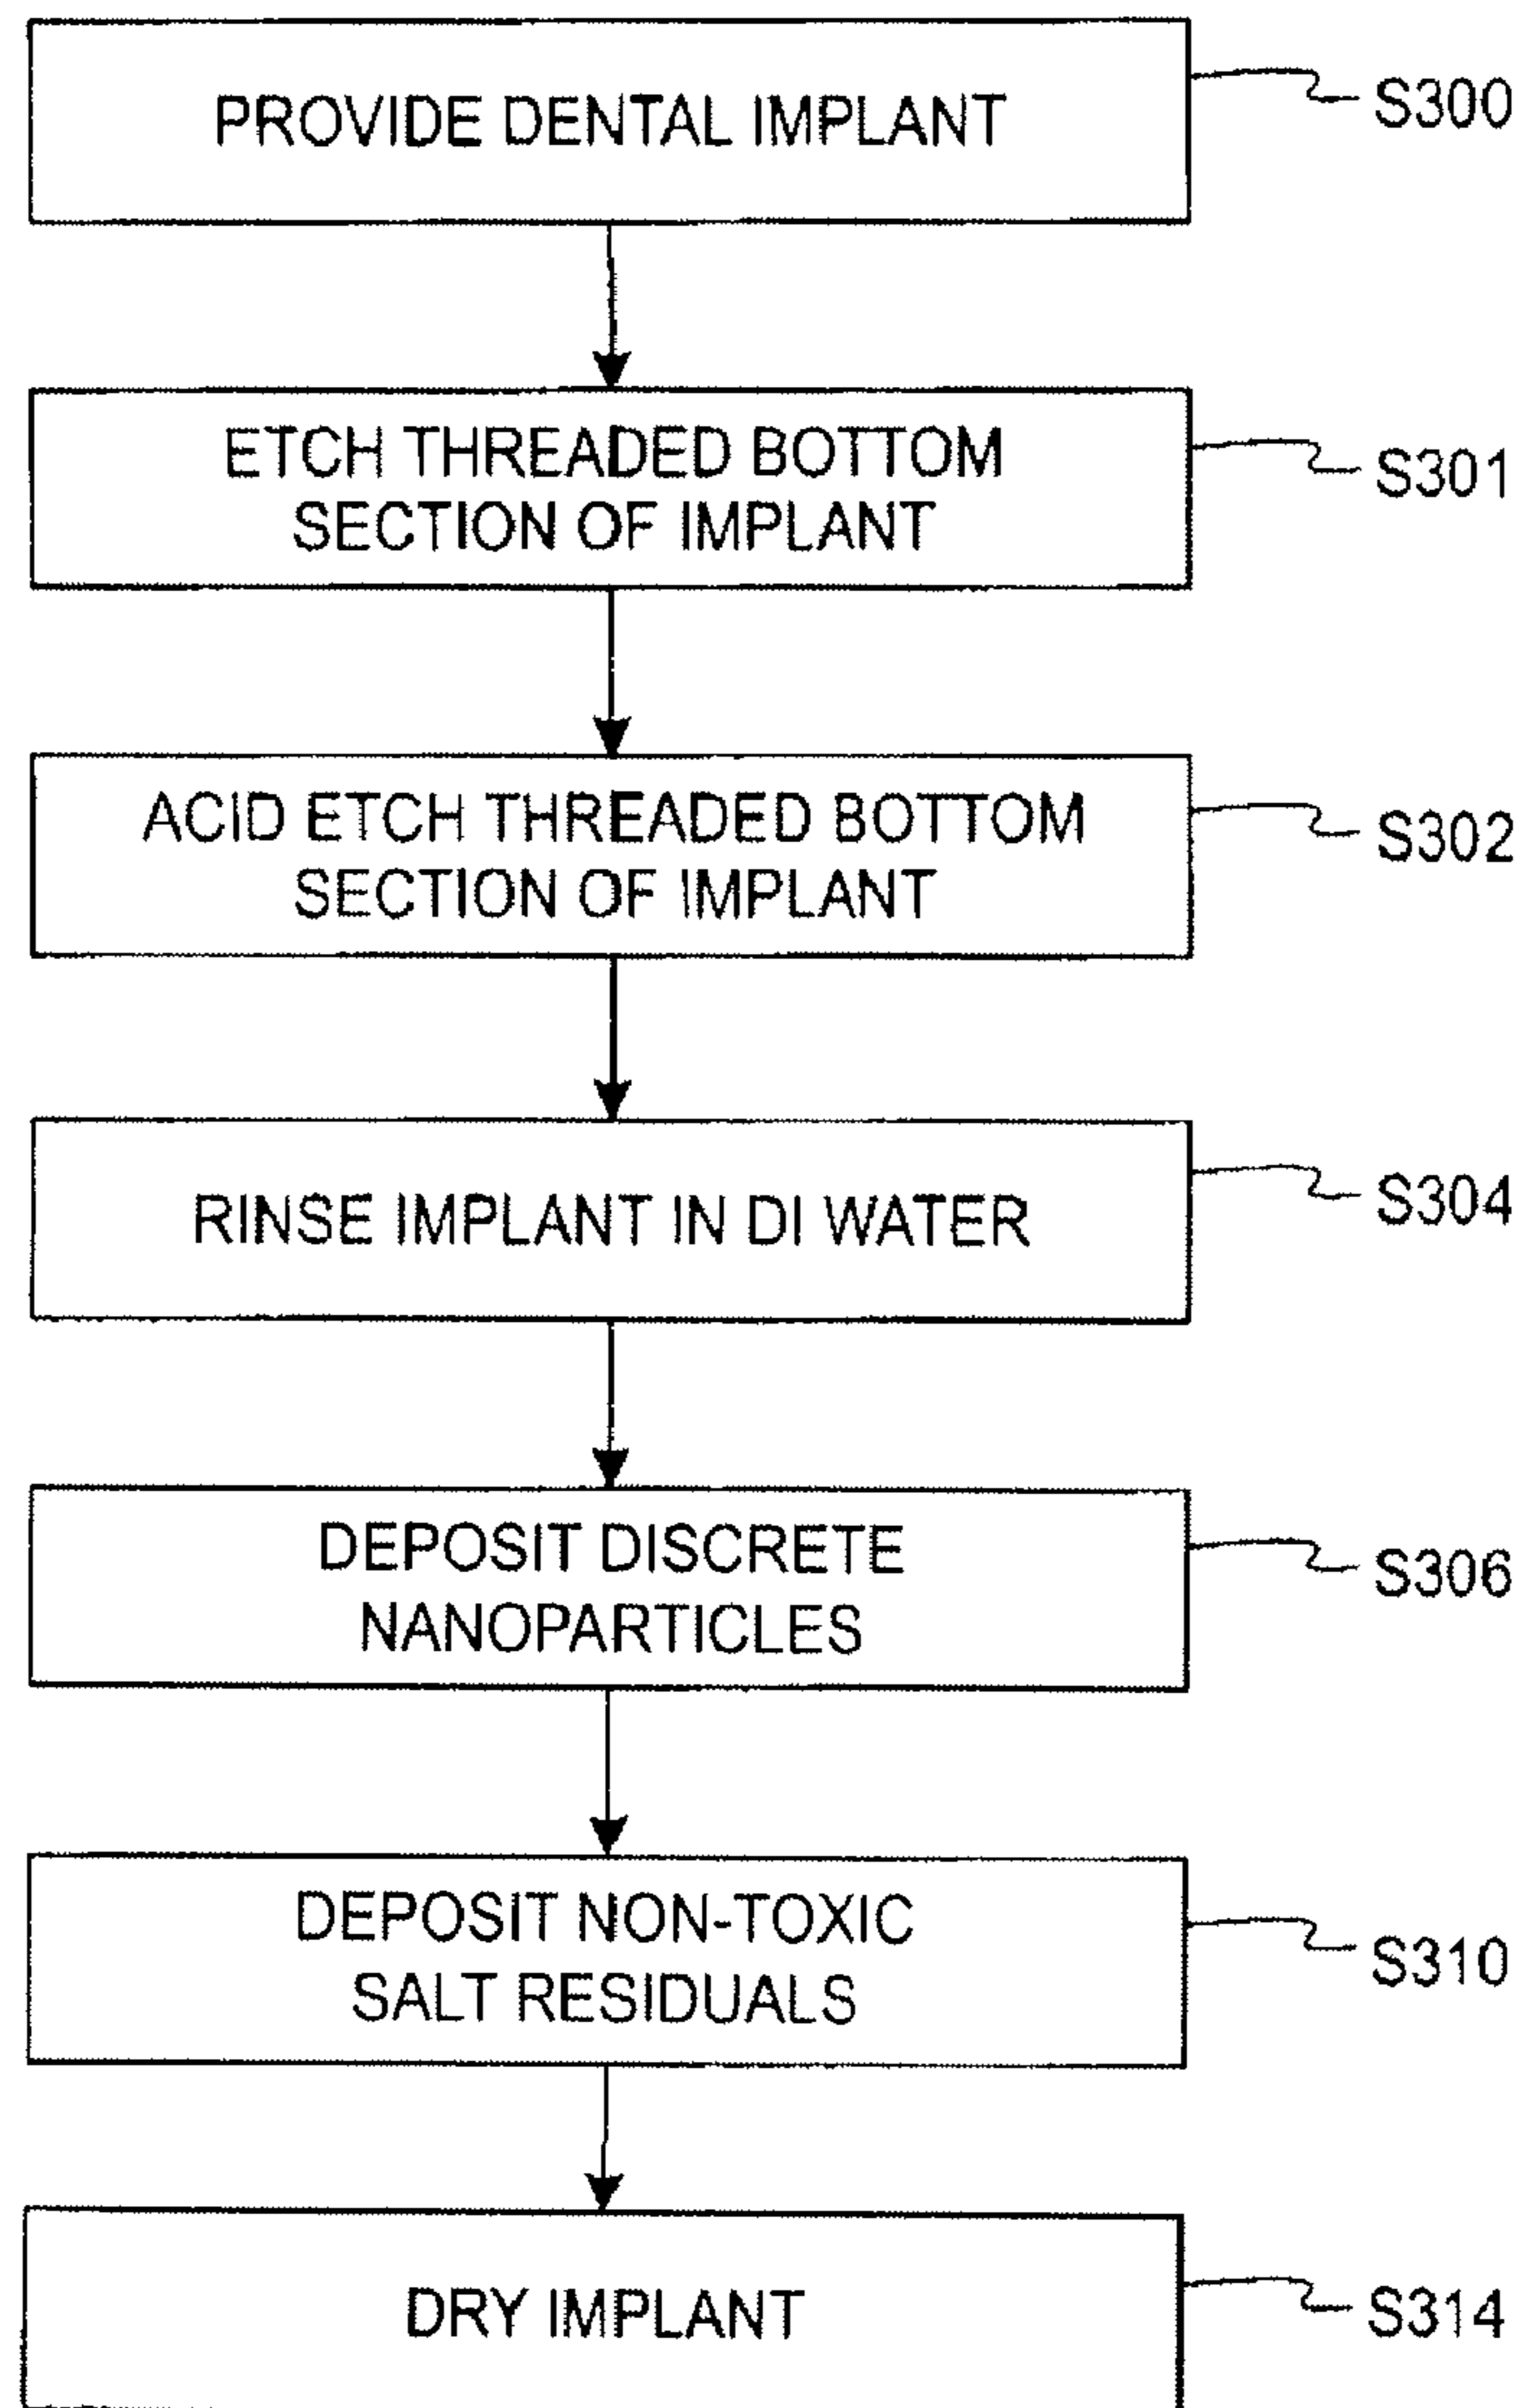 PROVIDE DENTAL IMPLANT
S300
ETCH THREADED BOTTOM
SECTION OF IMPLANT
S301
ACID ETCH THREADED BOTTOM
SECTION OF IMPLANT
S302
RINSE IMPLANT IN DI WATER
S304
DEPOSIT DISCRETE
NANOPARTICLES
S306
DEPOSIT NON-TOXIC
SALT RESIDUALS
S310
DRY IMPLANT
S314